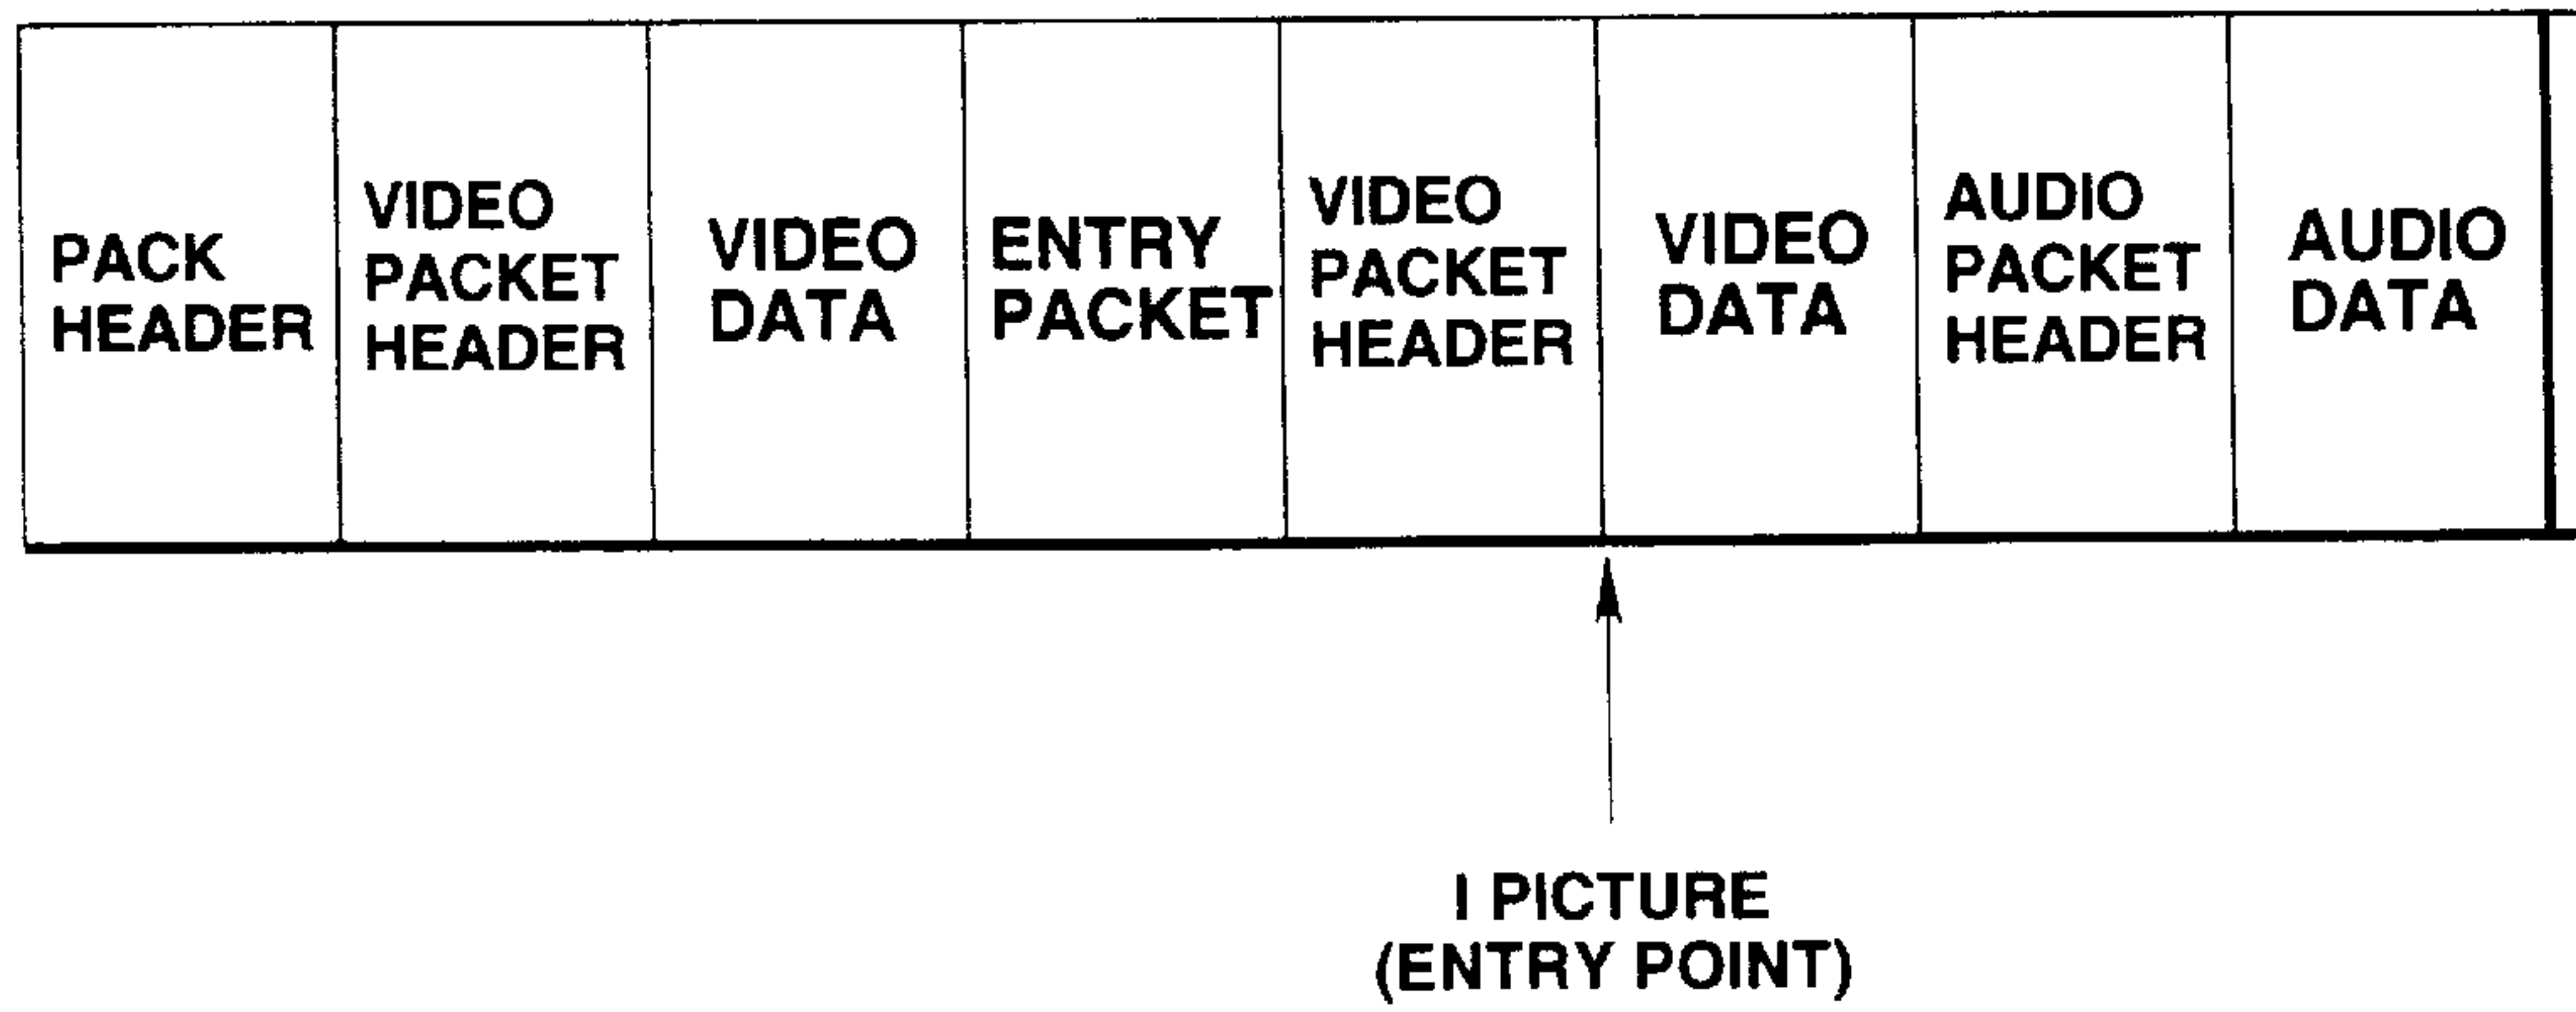 PACK
HEADER
VIDEO
PACKET
HEADER
VIDEO
DATA
ENTRY
PACKET
VIDEO
PACKET
HEADER
VIDEO
DATA
AUDIO
PACKET
HEADER
AUDIO
DATA
I PICTURE
(ENTRY POINT)